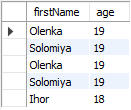 firstName age
Olenka 19
Solomiya 19
Olenka 19
Solomiya 19
Ihor 18